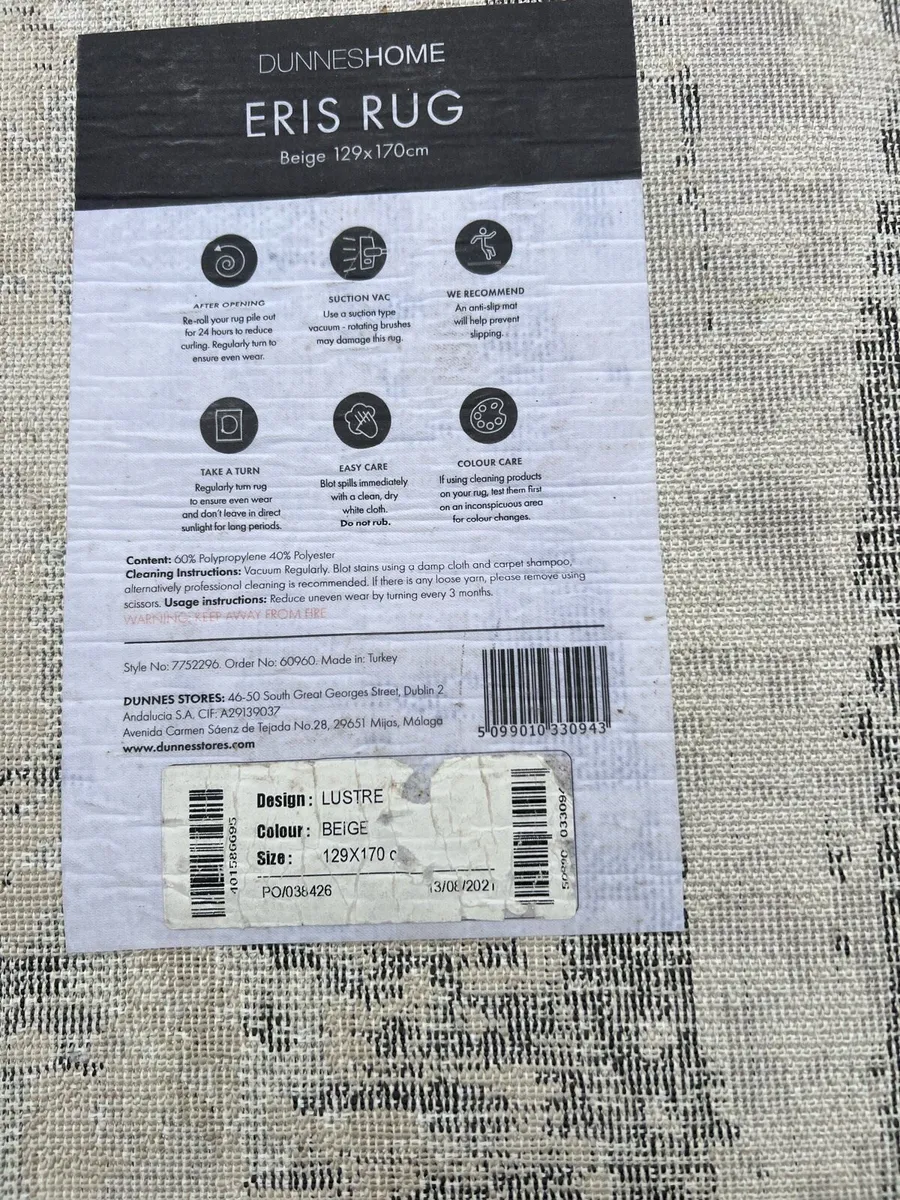 DUNNESHOME
ERIS RUG
Beige 129x170cm
AFTER OPENING
Re-roll your rug pile out
for 24 hours to reduce
curling. Regularly turn to
ensure even wear.
SUCTION VAC
Use a suction type
vacuum - rotating brushes
may damage this rug.
WE RECOMMEND
An anti-slip mat
will help prevent
slipping.
TAKE A TURN
Regularly turn rug
to ensure even wear
and don't leave in direct
sunlight for long periods.
EASY CARE
Blot spills immediately
with a clean, dry
white cloth.
Do not rub.
COLOUR CARE
If using cleaning products
on your rug, test them first
on an inconspicuous area
for colour changes.
Content: 60% Polypropylene 40% Polyester
Cleaning Instructions: Vacuum Regularly. Blot stains using a damp cloth and carpet shampoo,
alternatively professional cleaning is recommended. If there is any loose yarn, please remove using
scissors. Usage instructions: Reduce uneven wear by turning every 3 months.
WARNING: KEEP AWAY FROM FIRE
Style No: 7752296. Order No: 60960. Made in: Turkey
DUNNES STORES: 46-50 South Great Georges Street, Dublin 2
Andalucia S.A. CIF: A29139037
Avenida Carmen Sáenz de Tejada No.28, 29651 Mijas, Málaga
www.dunnesstores.com
5 099010 330943
Design : LUSTRE
Colour : BEIGE
Size : 129X170 c
PO/038426 13/08/2021
401586695